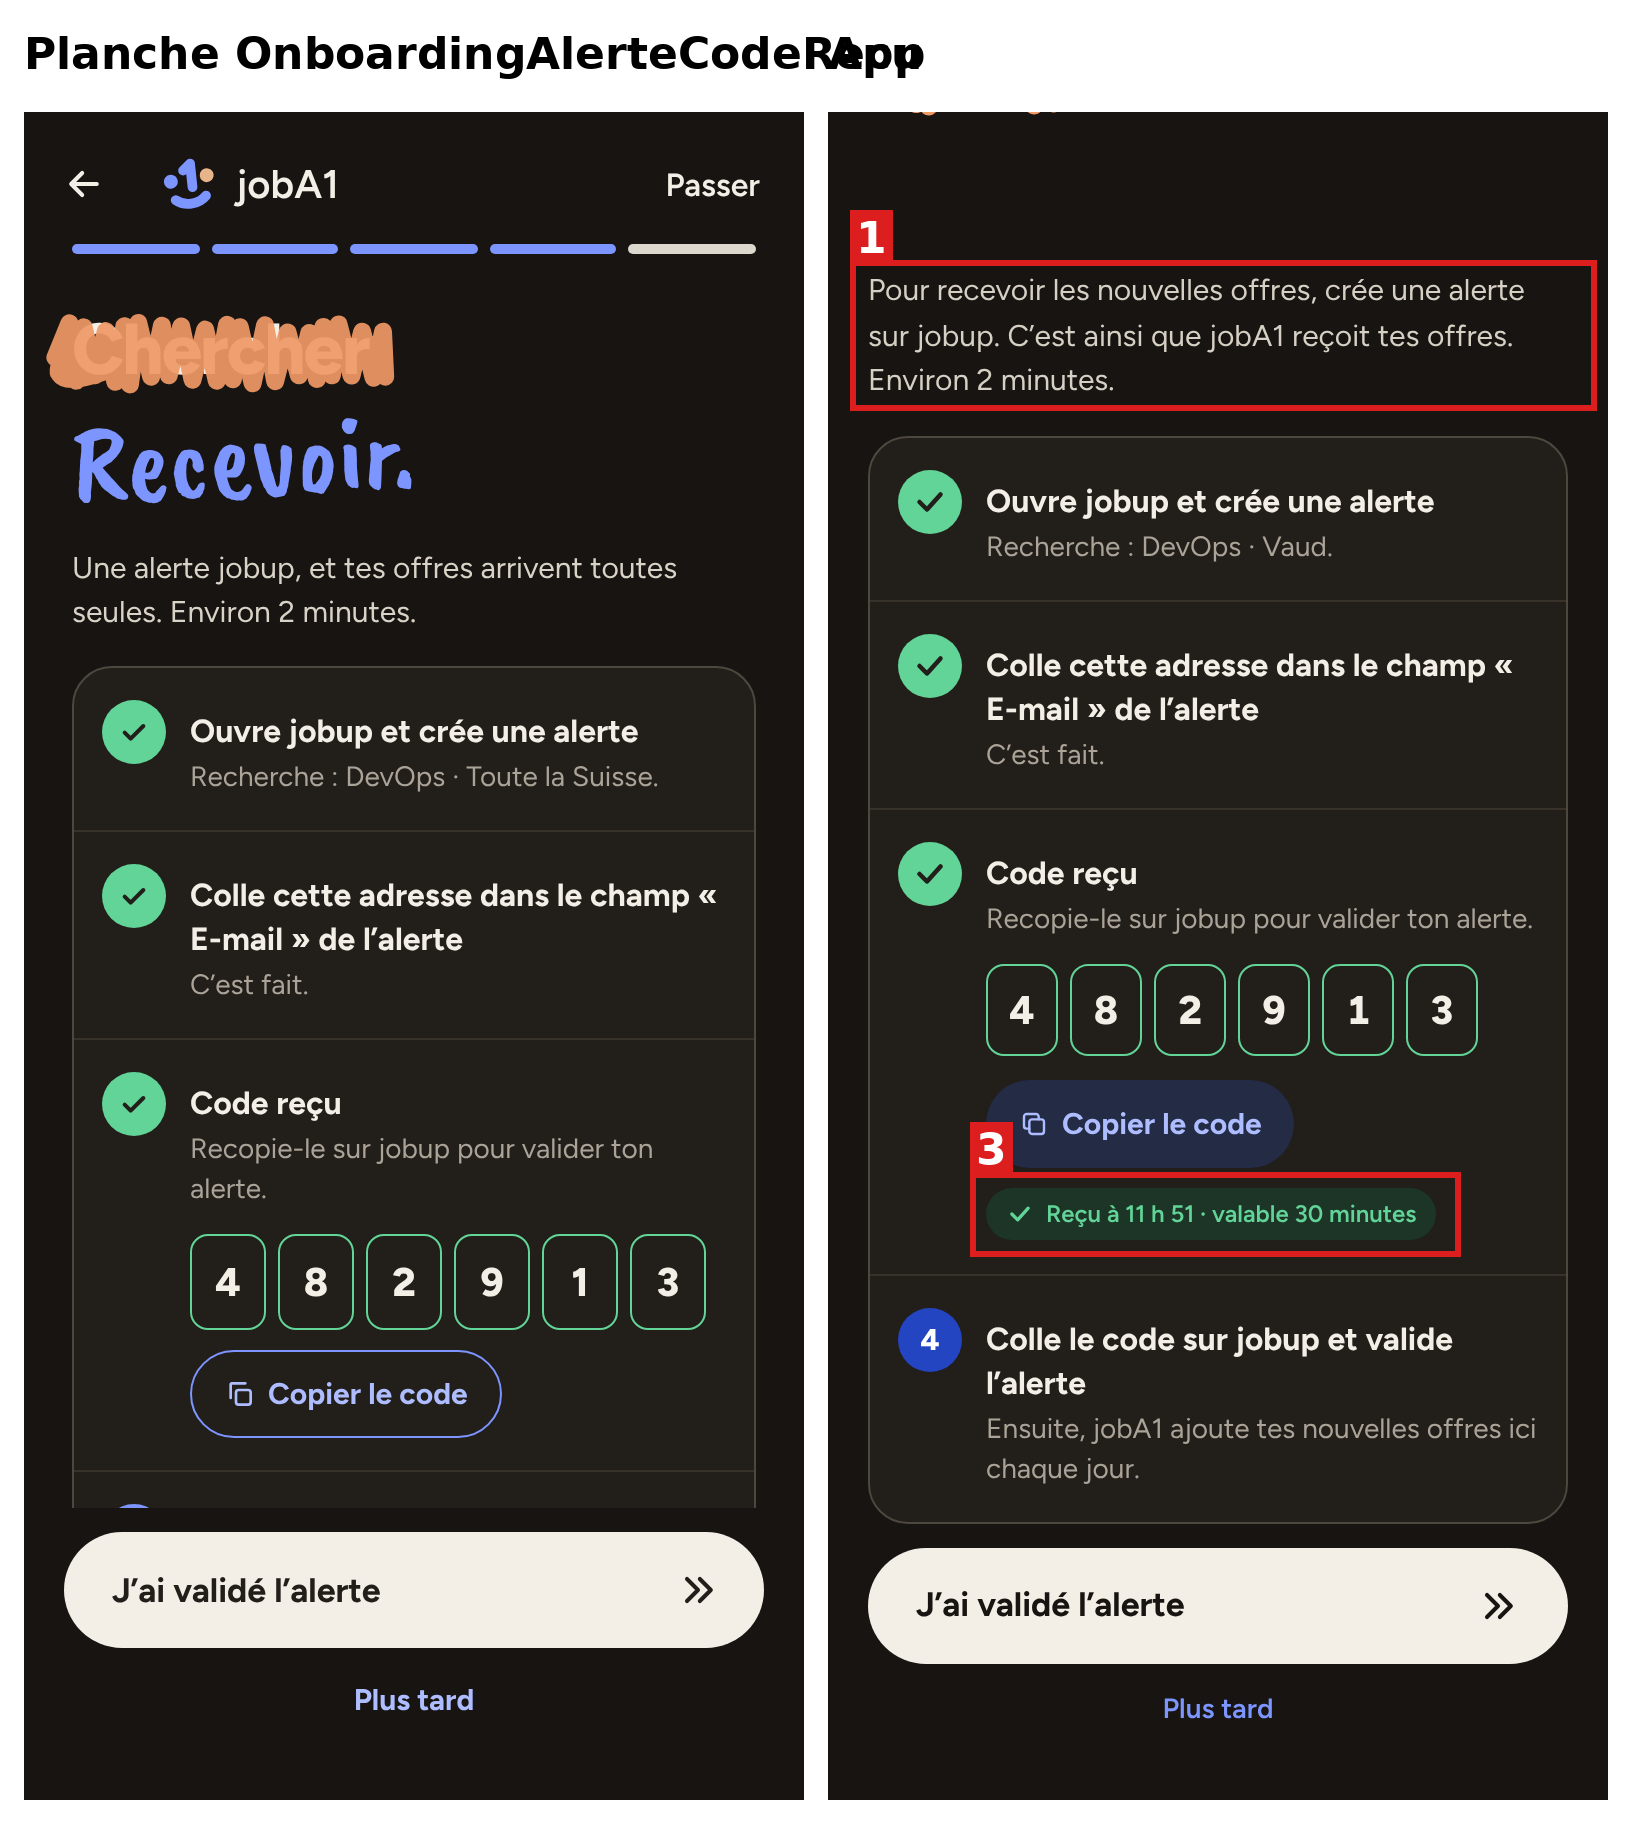 Planche OnboardingAlerteCodeRecu
App
jobA1
Passer
Chercher
Recevoir.
Une alerte jobup, et tes offres arrivent toutes
seules. Environ 2 minutes.
Ouvre jobup et crée une alerte
Recherche : DevOps · Toute la Suisse.
Colle cette adresse dans le champ «
E-mail » de l’alerte
C’est fait.
Code reçu
Recopie-le sur jobup pour valider ton
alerte.
4 8 2 9 1 3
Copier le code
J’ai validé l’alerte
Plus tard
1
Pour recevoir les nouvelles offres, crée une alerte
sur jobup. C’est ainsi que jobA1 reçoit tes offres.
Environ 2 minutes.
Ouvre jobup et crée une alerte
Recherche : DevOps · Vaud.
Colle cette adresse dans le champ «
E-mail » de l’alerte
C’est fait.
Code reçu
Recopie-le sur jobup pour valider ton alerte.
4 8 2 9 1 3
Copier le code
3
Reçu à 11 h 51 · valable 30 minutes
4
Colle le code sur jobup et valide
l’alerte
Ensuite, jobA1 ajoute tes nouvelles offres ici
chaque jour.
J’ai validé l’alerte
Plus tard